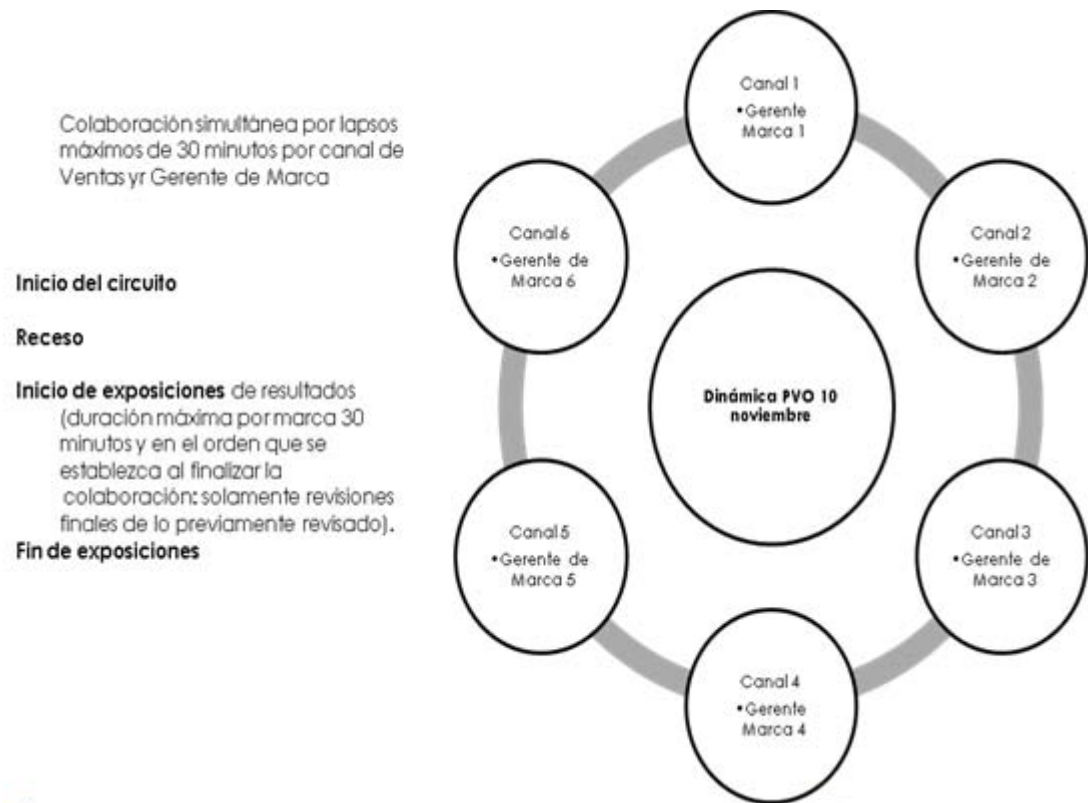 Colaboración simultánea por lapsos
máximos de 30 minutos por canal de
Ventas yr Gerente de Marca
Inicio del circuito
Receso
Inicio de exposiciones de resultados
(duración máxima por marca 30
minutos y en el orden que se
establezca al finalizar la
colaboración: solamente revisiones
finales de lo previamente revisado).
Fin de exposiciones
Canal 1
•Gerente
Marca 1
Canal 2
•Gerente de
Marca 2
Canal 3
•Gerente de
Marca 3
Canal 4
•Gerente
Marca 4
Canal 5
•Gerente de
Marca 5
Canal 6
•Gerente de
Marca 6
Dinámica PVO 10
noviembre